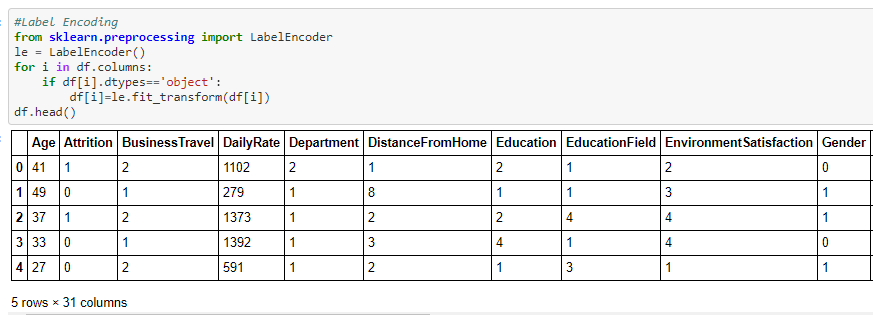 #Label Encoding
from sklearn.preprocessing import LabelEncoder
le = LabelEncoder()
for i in df.columns:
    if df[i].dtypes=='object':
        df[i]=le.fit_transform(df[i])
df.head()
Age Attrition BusinessTravel DailyRate Department DistanceFromHome Education EducationField EnvironmentSatisfaction Gender
0 41 1 2 1102 2 1 2 1 2 0
1 49 0 1 279 1 8 1 1 3 1
2 37 1 2 1373 1 2 2 4 4 1
3 33 0 1 1392 1 3 4 1 4 0
4 27 0 2 591 1 2 1 3 1 1
5 rows × 31 columns